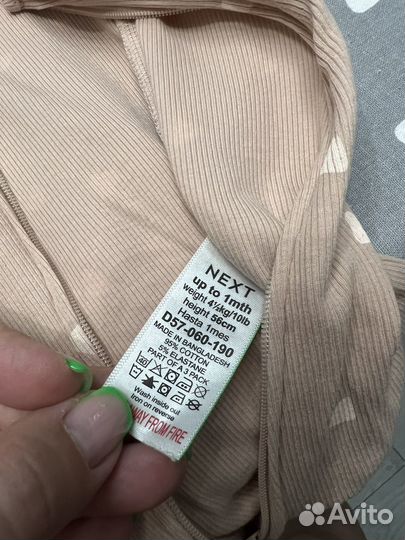 NEXT
up to 1mth
weight 4½kg/10lb
height 56cm
Hasta 1mes
D57-060-190
MADE IN BANGLADESH
95% COTTON
5% ELASTANE
PART OF A 3 PACK
Wash inside out
Iron on reverse
AWAY FROM FIRE
Avito